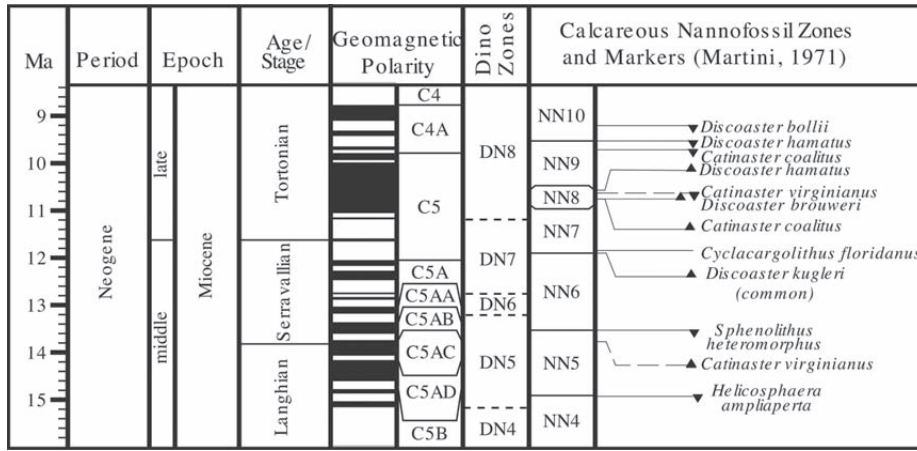 Ma
Period
Epoch
Age/
Stage
Geomagnetic
Polarity
Dino
Zones
Calcareous Nannofossil Zones
and Markers (Martini, 1971)
9
10
11
12
13
14
15
Neogene
late
middle
Miocene
Tortonian
Serravallian
Langhian
C4
C4A
C5
C5A
C5AA
C5AB
C5AC
C5AD
C5B
DN8
DN7
DN6
DN5
DN4
NN10
NN9
NN8
NN7
NN6
NN5
NN4
Discoaster bollii
Discoaster hamatus
Catinaster coalitus
Discoaster hamatus
Catinaster virginianus
Discoaster brouweri
Catinaster coalitus
Cyclacargolithus floridanus
Discoaster kugleri
(common)
Sphenolithus
heteromorphus
Catinaster virginianus
Helicosphaera
ampliaperta